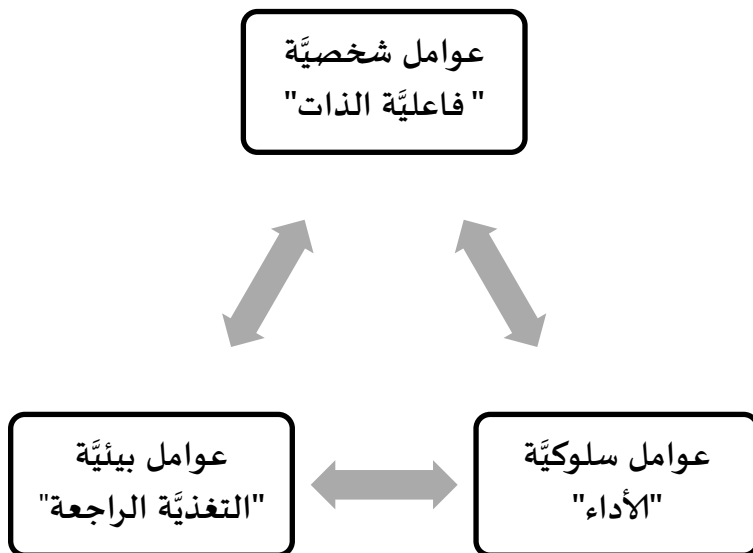 عوامل شخصيَّة
"فاعليَّة الذات"
عوامل سلوكيَّة
"الأداء"
عوامل بيئيَّة
"التغذيَّة الراجعة"